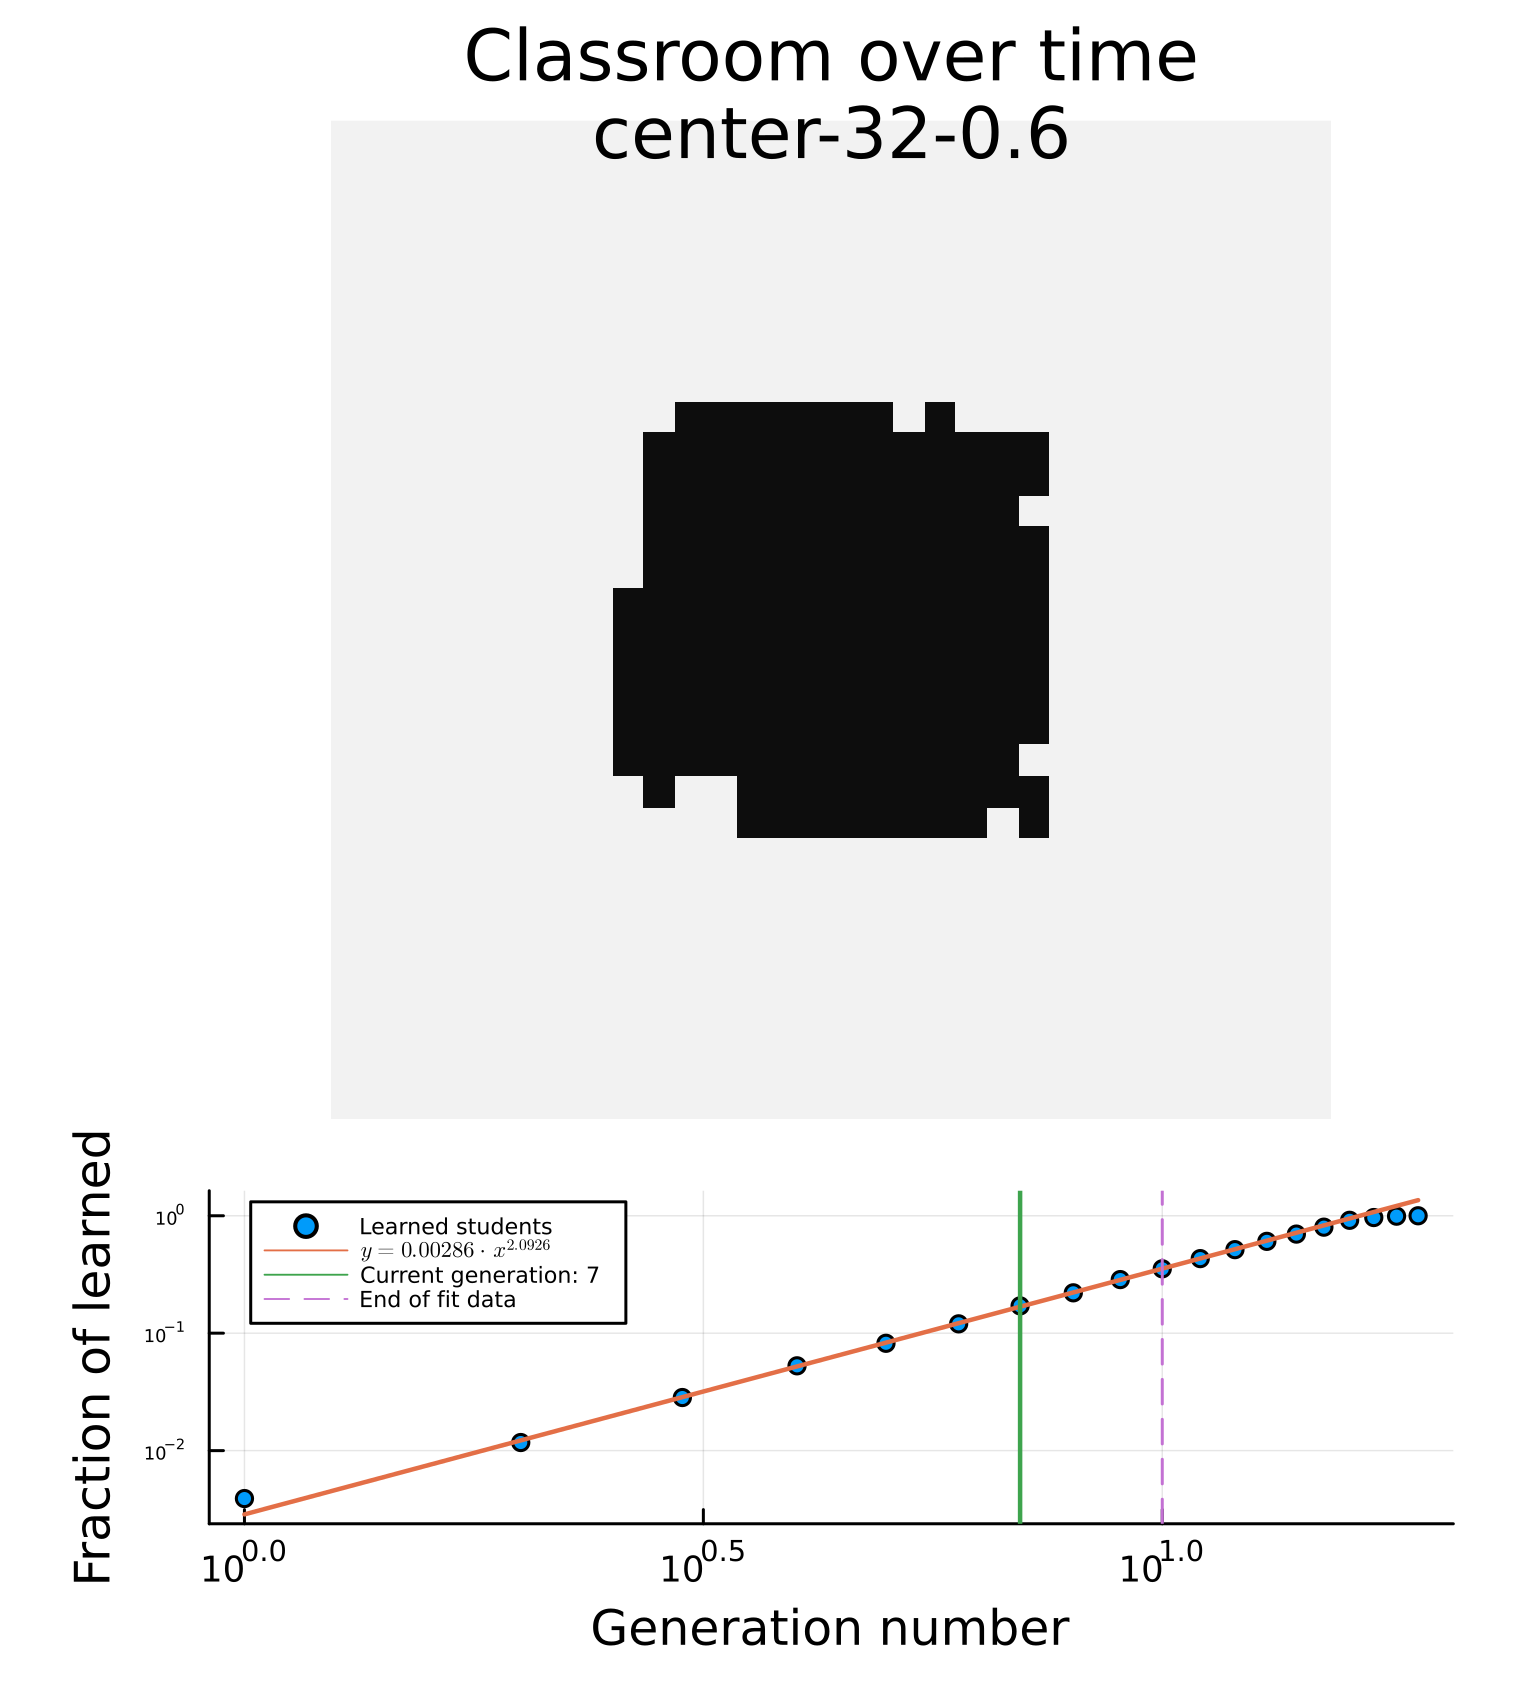 Classroom over time
center-32-0.6
Fraction of learned
10⁰
10⁻¹
10⁻²
Learned students
y = 0.00286 · x^2.0926
Current generation: 7
End of fit data
10^0.0
10^0.5
10^1.0
Generation number